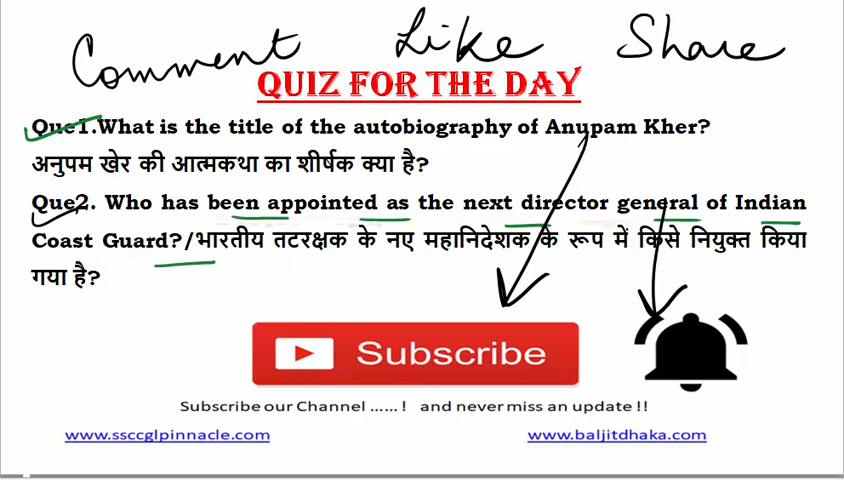 Comment Like Share
QUIZ FOR THE DAY
Que1.What is the title of the autobiography of Anupam Kher?
अनुपम खेर की आत्मकथा का शीर्षक क्या है?
Que2. Who has been appointed as the next director general of Indian
Coast Guard?/भारतीय तटरक्षक के नए महानिदेशक के रूप में किसे नियुक्त किया
गया है?
Subscribe
Subscribe our Channel ......! and never miss an update !!
www.ssccglpinnacle.com www.baljitdhaka.com